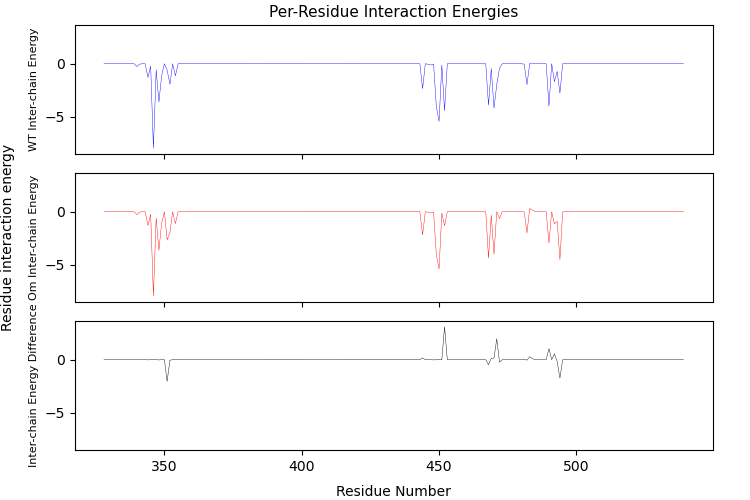 Per-Residue Interaction Energies
Residue interaction energy
WT Inter-chain Energy
0
−5
Om Inter-chain Energy
0
−5
Inter-chain Energy Difference
0
−5
350
400
450
500
Residue Number